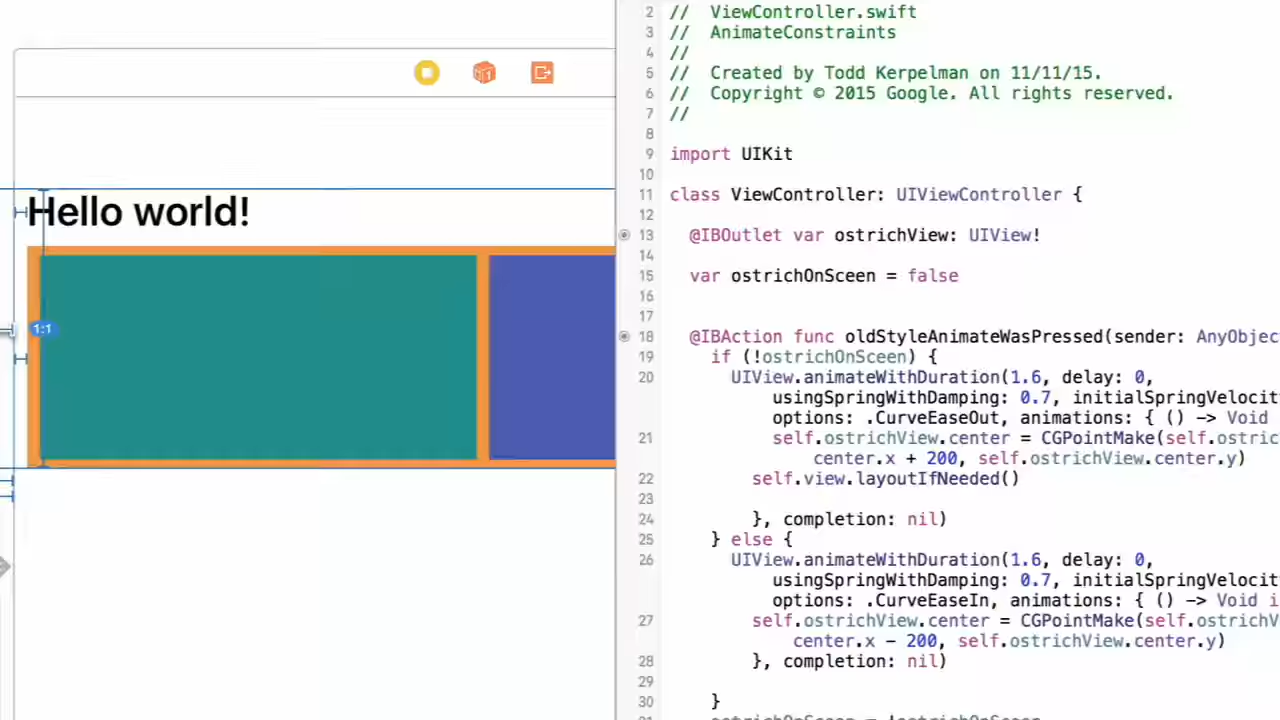 Hello world!
1:1
2 // ViewController.swift
3 // AnimateConstraints
4 //
5 // Created by Todd Kerpelman on 11/11/15.
6 // Copyright © 2015 Google. All rights reserved.
7 //
8
9 import UIKit
10
11 class ViewController: UIViewController {
12
13 @IBOutlet var ostrichView: UIView!
14
15 var ostrichOnSceen = false
16
17
18 @IBAction func oldStyleAnimateWasPressed(sender: AnyObjec
19 if (!ostrichOnSceen) {
20 UIView.animateWithDuration(1.6, delay: 0,
usingSpringWithDamping: 0.7, initialSpringVelocit
options: .CurveEaseOut, animations: { () -> Void
21 self.ostrichView.center = CGPointMake(self.ostric
center.x + 200, self.ostrichView.center.y)
22 self.view.layoutIfNeeded()
23
24 }, completion: nil)
25 } else {
26 UIView.animateWithDuration(1.6, delay: 0,
usingSpringWithDamping: 0.7, initialSpringVelocit
options: .CurveEaseIn, animations: { () -> Void i
27 self.ostrichView.center = CGPointMake(self.ostrichV
center.x - 200, self.ostrichView.center.y)
28 }, completion: nil)
29
30 }
ostrichOnSceen = !ostrichOnSceen